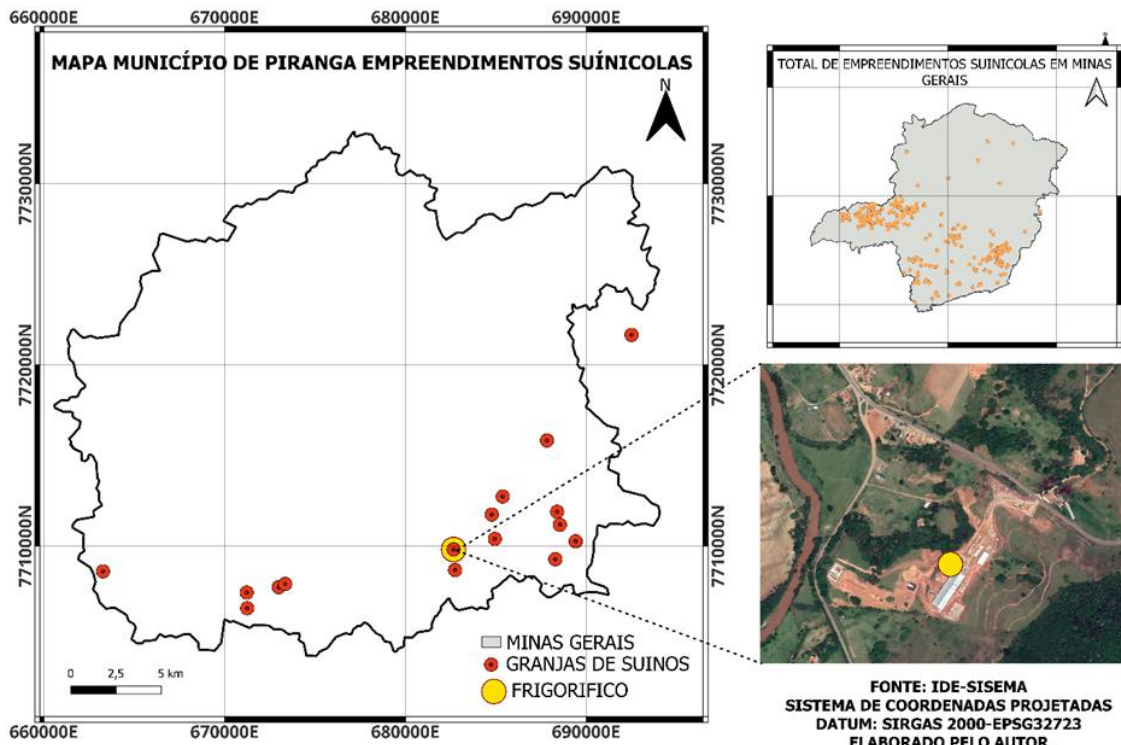 660000E 670000E 680000E 690000E
MAPA MUNICÍPIO DE PIRANGA EMPREENDIMENTOS SUÍNICOLAS
N
7730000N
7720000N
7710000N
7730000N
7720000N
7710000N
MINAS GERAIS
GRANJAS DE SUINOS
FRIGORIFICO
0 2,5 5 km
660000E 670000E 680000E 690000E
TOTAL DE EMPREENDIMENTOS SUINICOLAS EM MINAS
GERAIS
N
FONTE: IDE-SISEMA
SISTEMA DE COORDENADAS PROJETADAS
DATUM: SIRGAS 2000-EPSG32723
ELABORADO PELO AUTOR